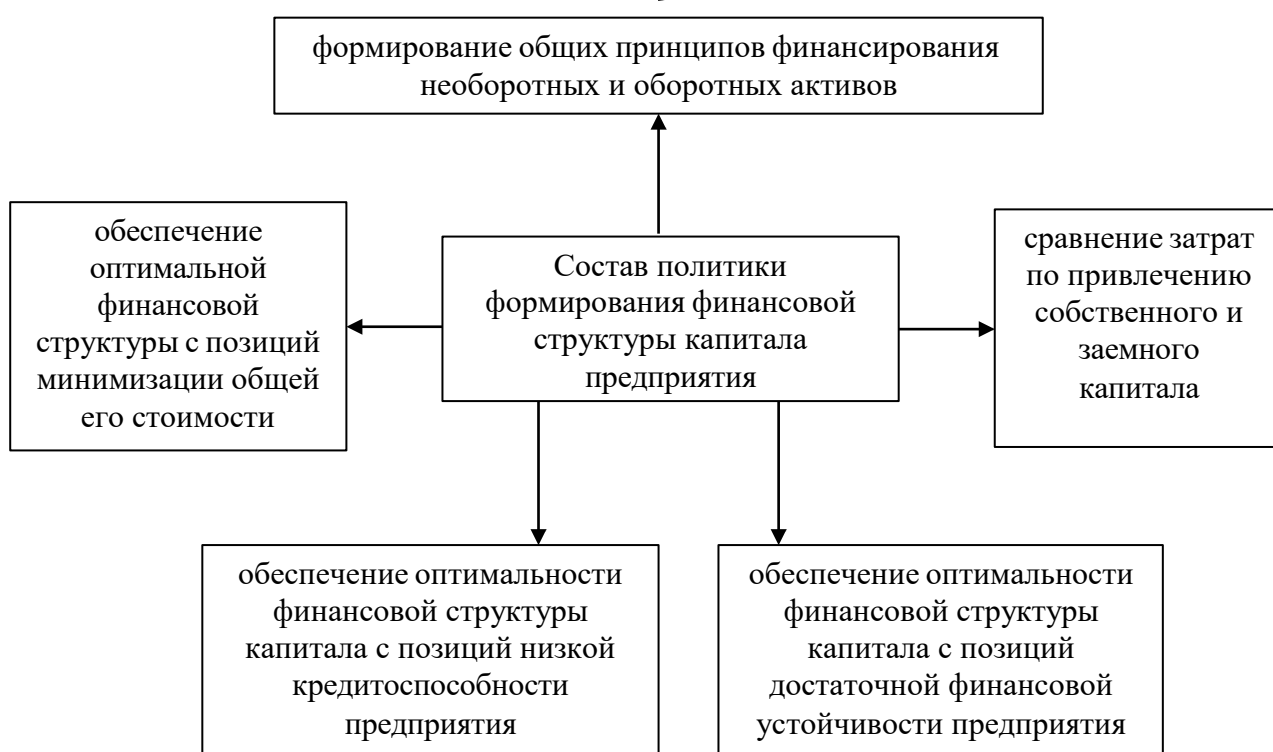 формирование общих принципов финансирования
необоротных и оборотных активов
обеспечение
оптимальной
финансовой
структуры с позиций
минимизации общей
его стоимости
Состав политики
формирования финансовой
структуры капитала
предприятия
сравнение затрат
по привлечению
собственного и
заемного
капитала
обеспечение оптимальности
финансовой структуры
капитала с позиций низкой
кредитоспособности
предприятия
обеспечение оптимальности
финансовой структуры
капитала с позиций
достаточной финансовой
устойчивости предприятия